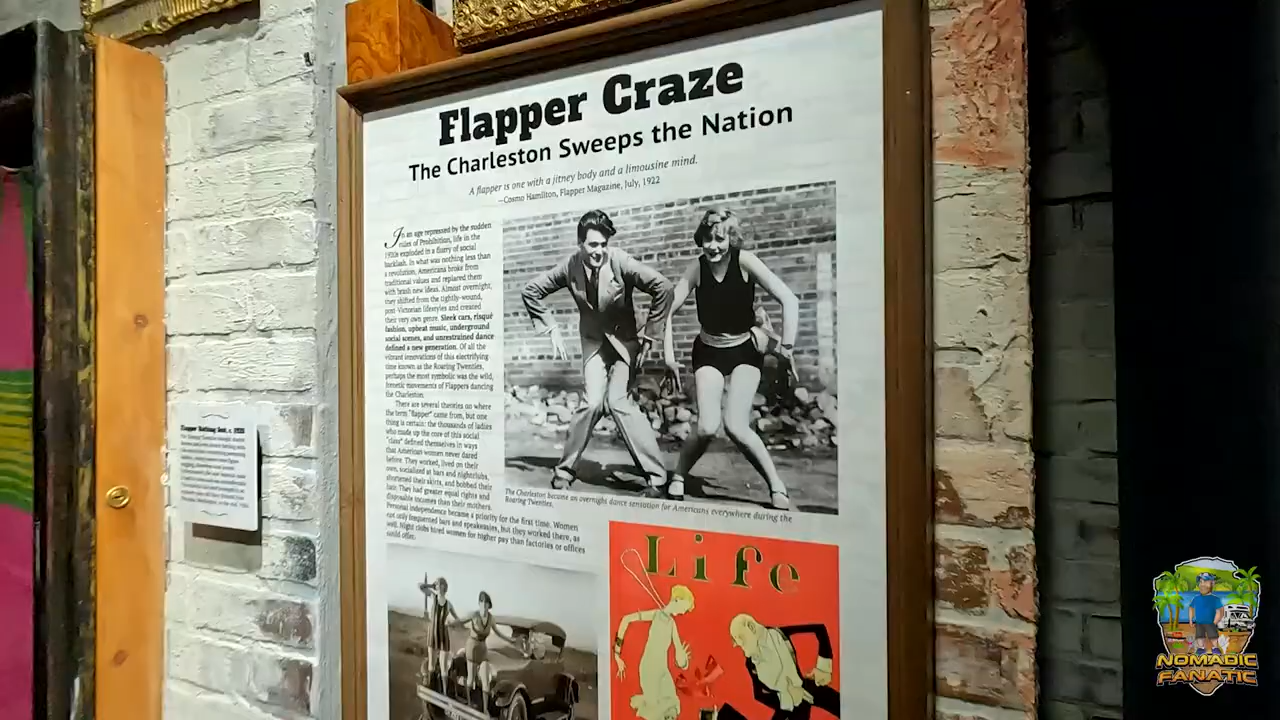 Flapper Craze
The Charleston Sweeps the Nation
A flapper is one with a jitney body and a limousine mind.
—Cosmo Hamilton, Flapper Magazine, July, 1922
In an age repressed by the sudden
rules of Prohibition, life in the
1920s exploded in a flurry of social
backlash. In what was nothing less than
a revolution, Americans broke from
traditional values and replaced them
with brash new ideas. Almost overnight,
they shifted from the tightly-wound,
post-Victorian lifestyles and created
their very own genre. Sleek cars, risqué
fashion, upbeat music, underground
social scenes, and unrestrained dance
defined a new generation. Of all the
vibrant innovations of this electrifying
time known as the Roaring Twenties,
perhaps the most symbolic was the wild,
frenetic movements of Flappers dancing
the Charleston.
There are several theories on where
the term "flapper" came from, but one
thing is certain: the thousands of ladies
who made up the core of this social
"class" defined themselves in ways
that American women never dared
before. They worked, lived on their
own, socialized at bars and nightclubs,
shortened their skirts, and bobbed their
hair. They had greater equal rights and
disposable incomes than their mothers.
Personal independence became a priority for the first time. Women
not only frequented bars and speakeasies, but they worked there, as
well. Night clubs hired women for higher pay than factories or offices
could offer.
The Charleston became an overnight dance sensation for Americans everywhere during the
Roaring Twenties.
Life
Flapper Bathing Suit, c. 1925
NOMADIC
FANATIC